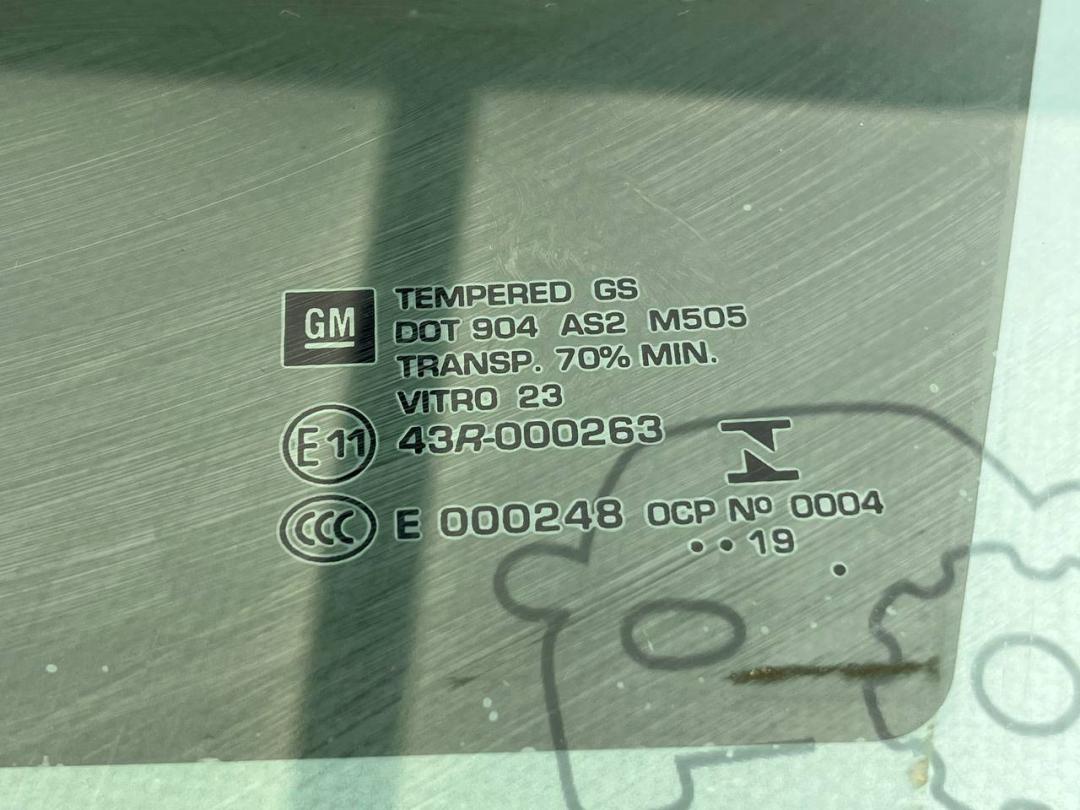 GM
TEMPERED GS
DOT 904 AS2 M505
TRANSP. 70% MIN.
VITRO 23
E11 43R-000263
CCC E 000248 OCP Nº 0004
••19